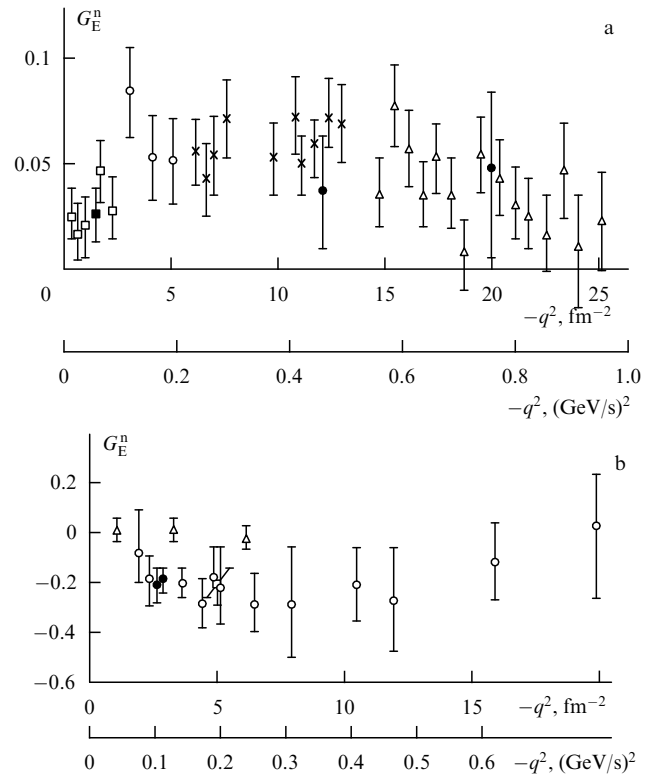 G_E^n
a
0.1
0.05
0 5 10 15 20 25
−q², fm⁻²
0 0.2 0.4 0.6 0.8 1.0
−q², (GeV/s)²
G_E^n
b
0.2
0
−0.2
−0.4
−0.6
0 5 10 15 −q², fm⁻²
0 0.1 0.2 0.3 0.4 0.5 0.6 −q², (GeV/s)²